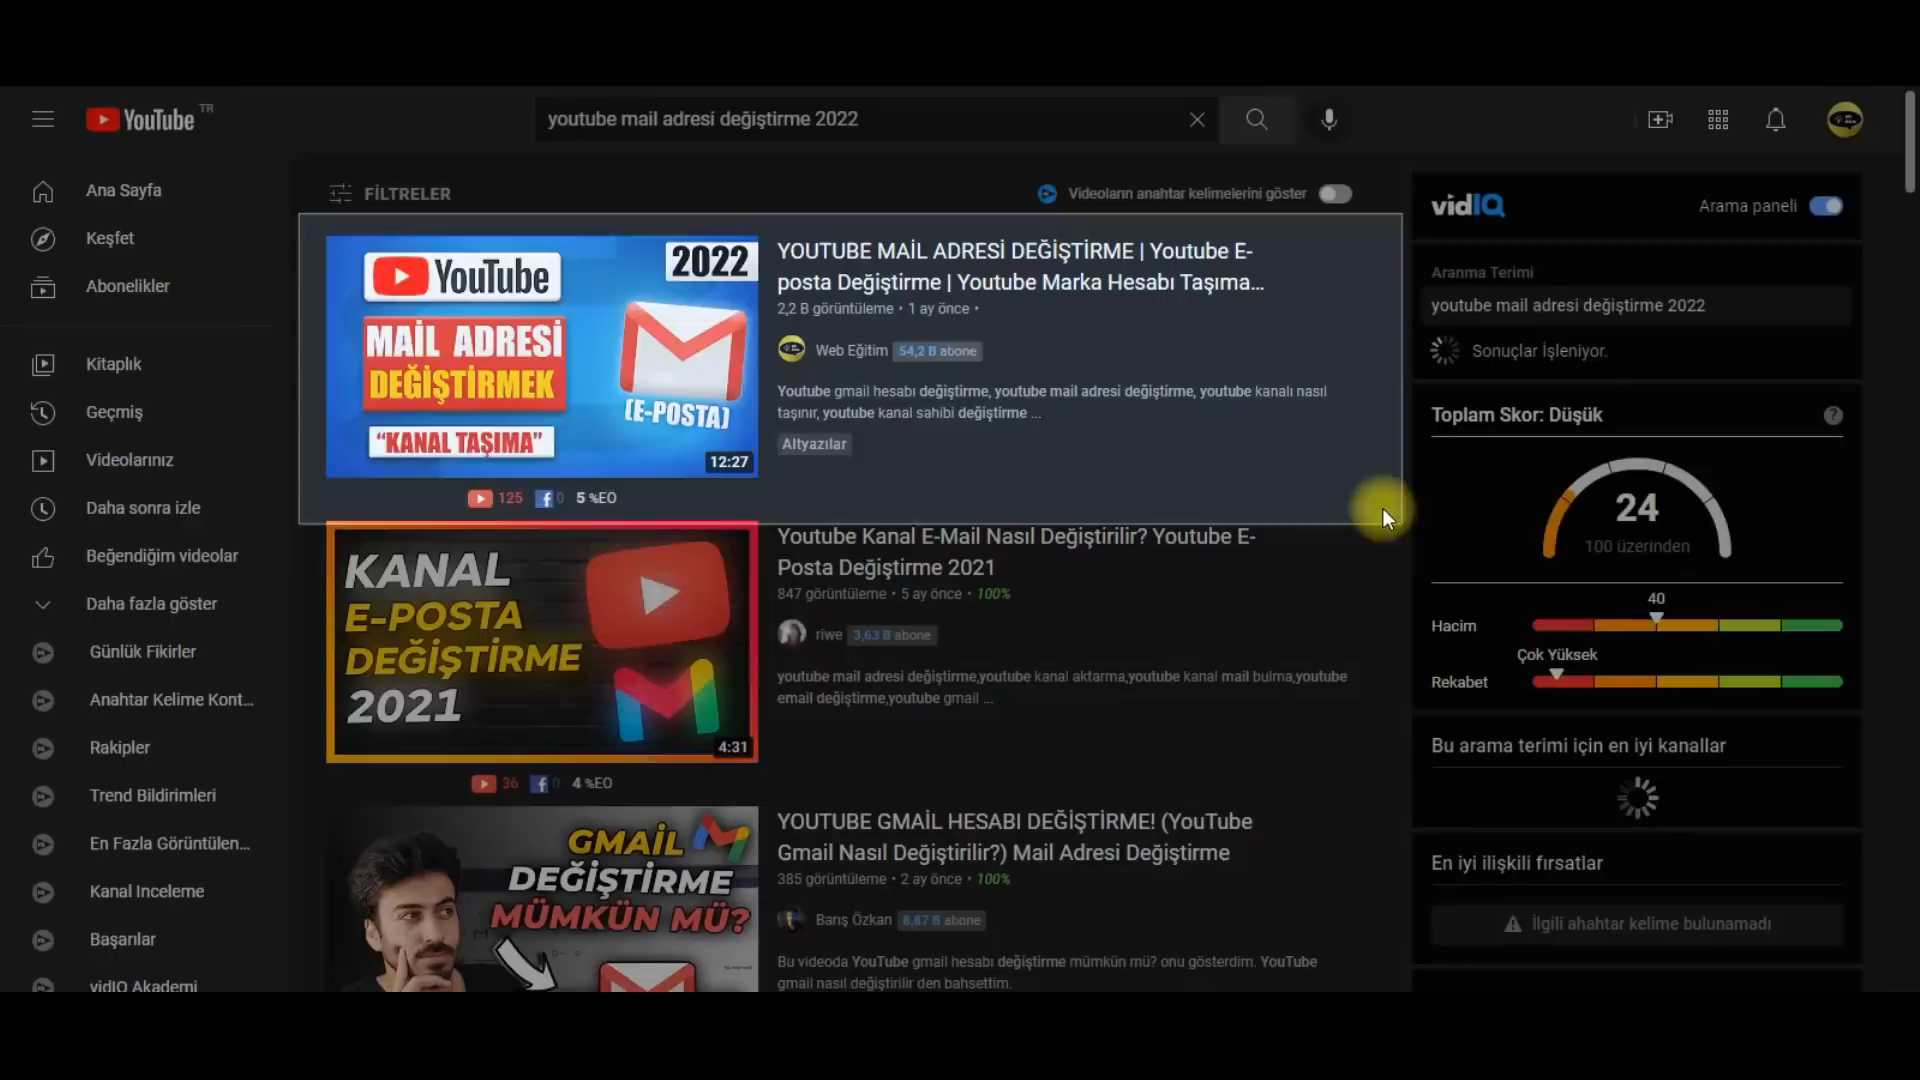 YouTube TR
youtube mail adresi değiştirme 2022
Ana Sayfa
Keşfet
Abonelikler
Kitaplık
Geçmiş
Videolarınız
Daha sonra izle
Beğendiğim videolar
Daha fazla göster
Günlük Fikirler
Anahtar Kelime Kont...
Rakipler
Trend Bildirimleri
En Fazla Görüntülen...
Kanal Inceleme
Başarılar
vidIQ Akademi
FİLTRELER
Videoların anahtar kelimelerini göster
YouTube
2022
MAİL ADRESİ
DEĞİŞTİRMEK
(E-POSTA)
"KANAL TAŞIMA"
12:27
125 0 5 %EO
YOUTUBE MAİL ADRESİ DEĞİŞTİRME | Youtube E-
posta Değiştirme | Youtube Marka Hesabı Taşıma...
2,2 B görüntüleme • 1 ay önce •
Web Eğitim 54,2 B abone
Youtube gmail hesabı değiştirme, youtube mail adresi değiştirme, youtube kanalı nasıl
taşınır, youtube kanal sahibi değiştirme ...
Altyazılar
KANAL
E-POSTA
DEĞİŞTİRME
2021
4:31
36 0 4 %EO
Youtube Kanal E-Mail Nasıl Değiştirilir? Youtube E-
Posta Değiştirme 2021
847 görüntüleme • 5 ay önce • 100%
riwe 3,63 B abone
youtube mail adresi değiştirme,youtube kanal aktarma,youtube kanal mail bulma,youtube
email değiştirme,youtube gmail ...
GMAİL
DEĞİŞTİRME
MÜMKÜN MÜ?
YOUTUBE GMAİL HESABI DEĞİŞTİRME! (YouTube
Gmail Nasıl Değiştirilir?) Mail Adresi Değiştirme
385 görüntüleme • 2 ay önce • 100%
Barış Özkan 8,87 B abone
Bu videoda YouTube gmail hesabı değiştirme mümkün mü? onu gösterdim. YouTube
gmail nasıl değiştirilir den bahsettim.
vidIQ
Arama paneli
Aranma Terimi
youtube mail adresi değiştirme 2022
Sonuçlar İşleniyor.
Toplam Skor: Düşük
24
100 üzerinden
40
Hacim
Çok Yüksek
Rekabet
Bu arama terimi için en iyi kanallar
En iyi ilişkili fırsatlar
İlgili ahahtar kelime bulunamadı